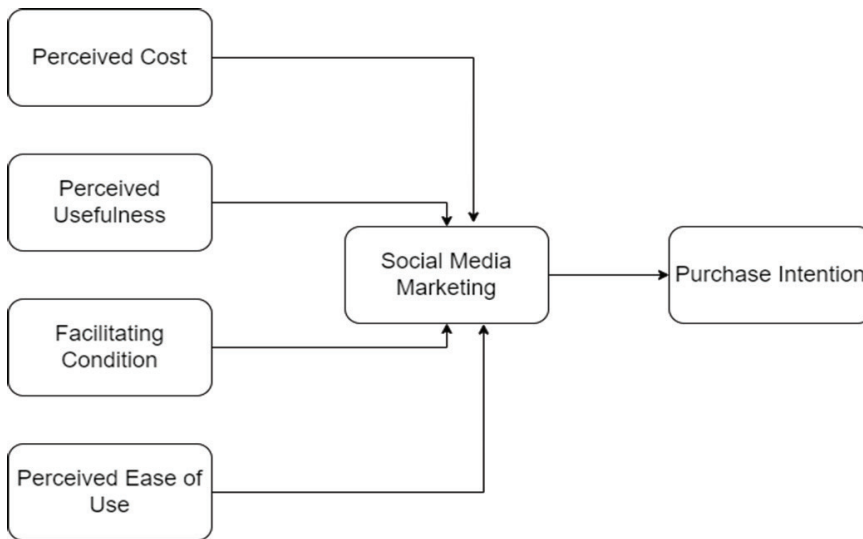 Perceived Cost
Perceived
Usefulness
Facilitating
Condition
Perceived Ease of
Use
Social Media
Marketing
Purchase Intention